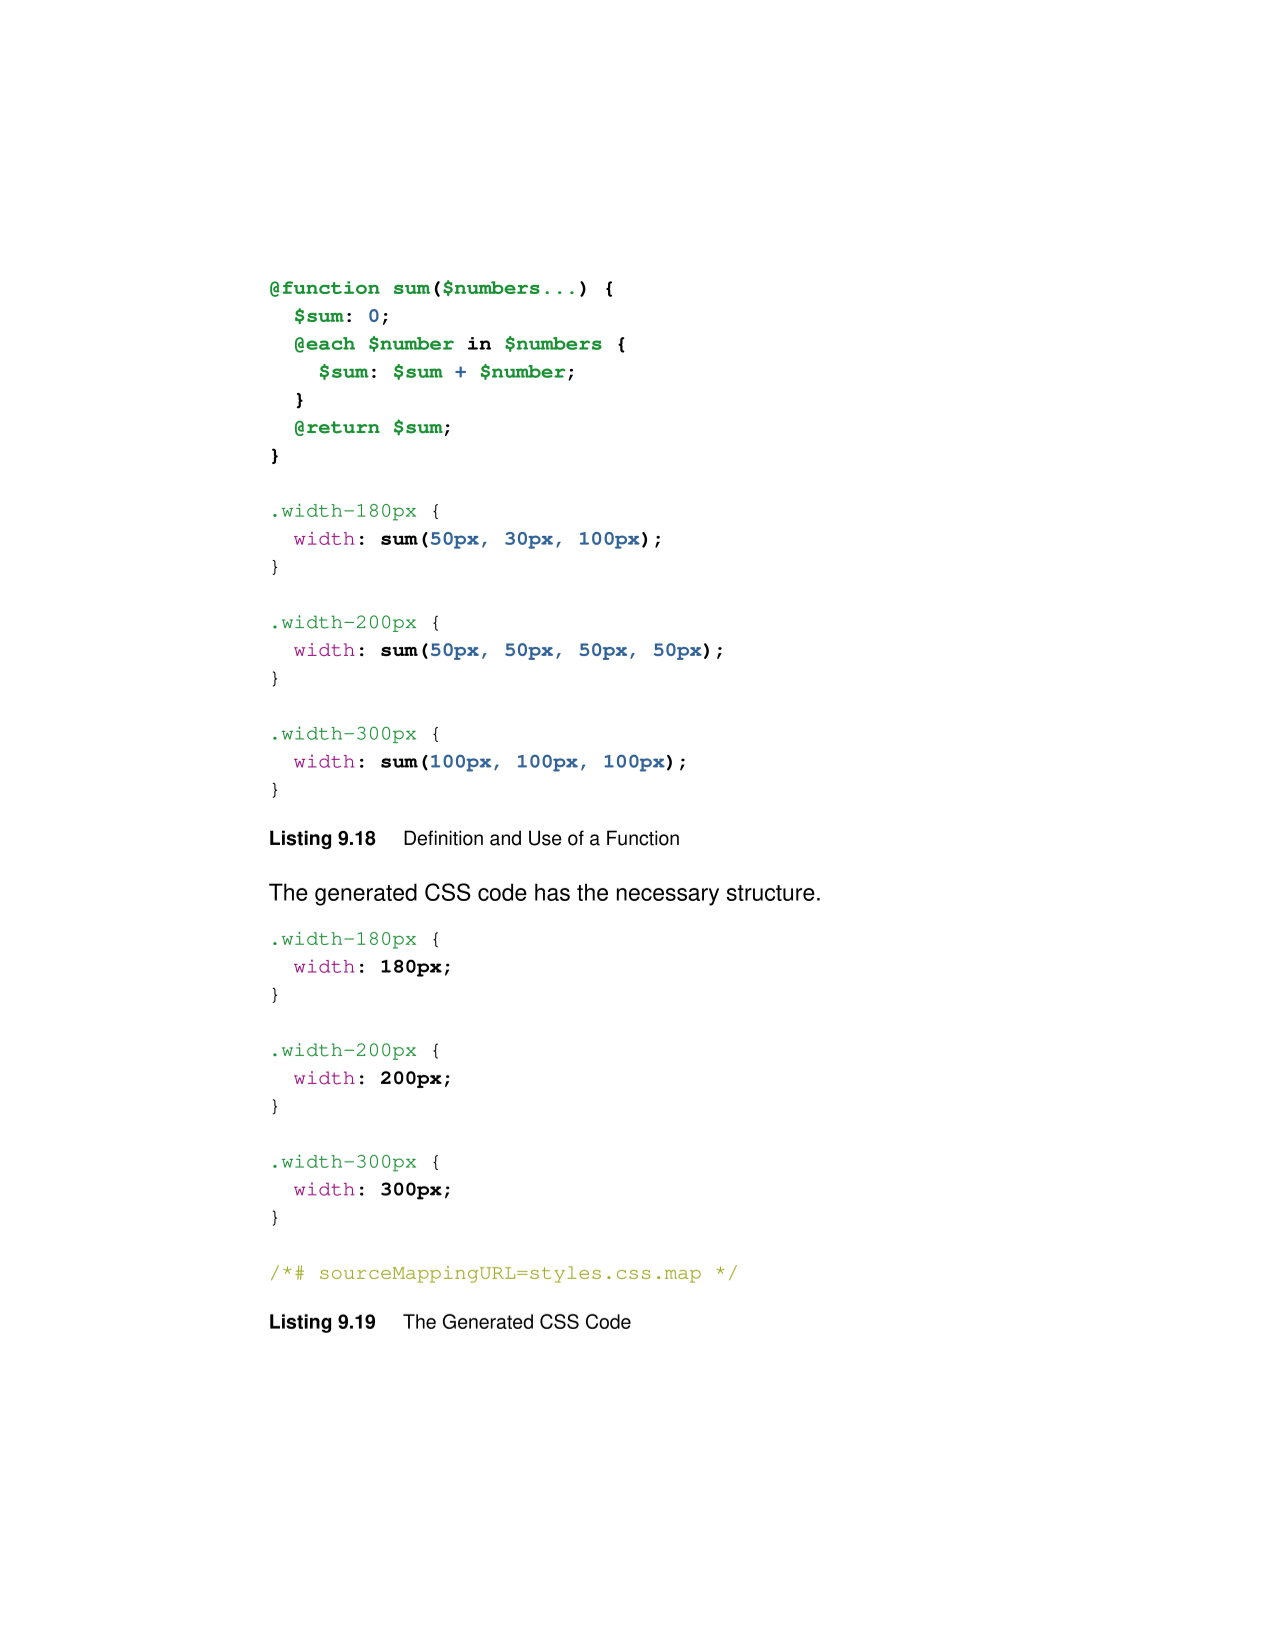 @function sum($numbers...) {
  $sum: 0;
  @each $number in $numbers {
    $sum: $sum + $number;
  }
  @return $sum;
}

.width-180px {
  width: sum(50px, 30px, 100px);
}

.width-200px {
  width: sum(50px, 50px, 50px, 50px);
}

.width-300px {
  width: sum(100px, 100px, 100px);
}

Listing 9.18 Definition and Use of a Function
The generated CSS code has the necessary structure.
.width-180px {
  width: 180px;
}

.width-200px {
  width: 200px;
}

.width-300px {
  width: 300px;
}

/*# sourceMappingURL=styles.css.map */
Listing 9.19 The Generated CSS Code